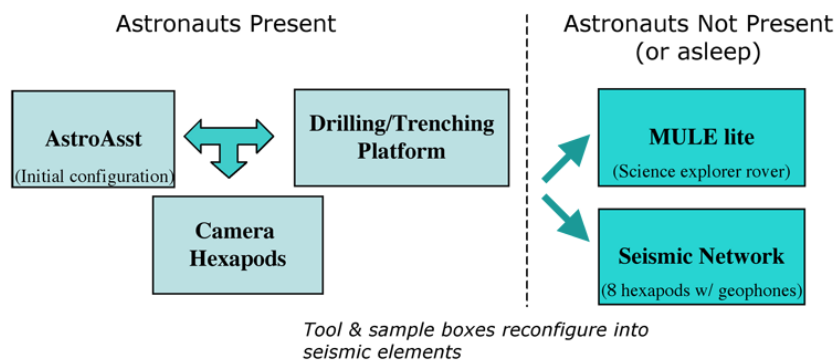 Astronauts Present
Astronauts Not Present
(or asleep)
AstroAsst
(Initial configuration)
Drilling/Trenching
Platform
Camera
Hexapods
MULE lite
(Science explorer rover)
Seismic Network
(8 hexapods w/ geophones)
Tool & sample boxes reconfigure into
seismic elements